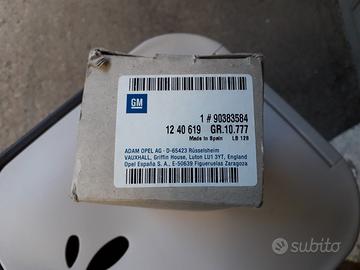 GM
1 # 90383584
12 40 619 GR.10.777
Made in Spain LB 128
ADAM OPEL AG - D-65423 Rüsselsheim
VAUXHALL, Griffin House, Luton LU1 3YT, England
Opel España S. A., E-50639 Figueruelas Zaragoza
subito